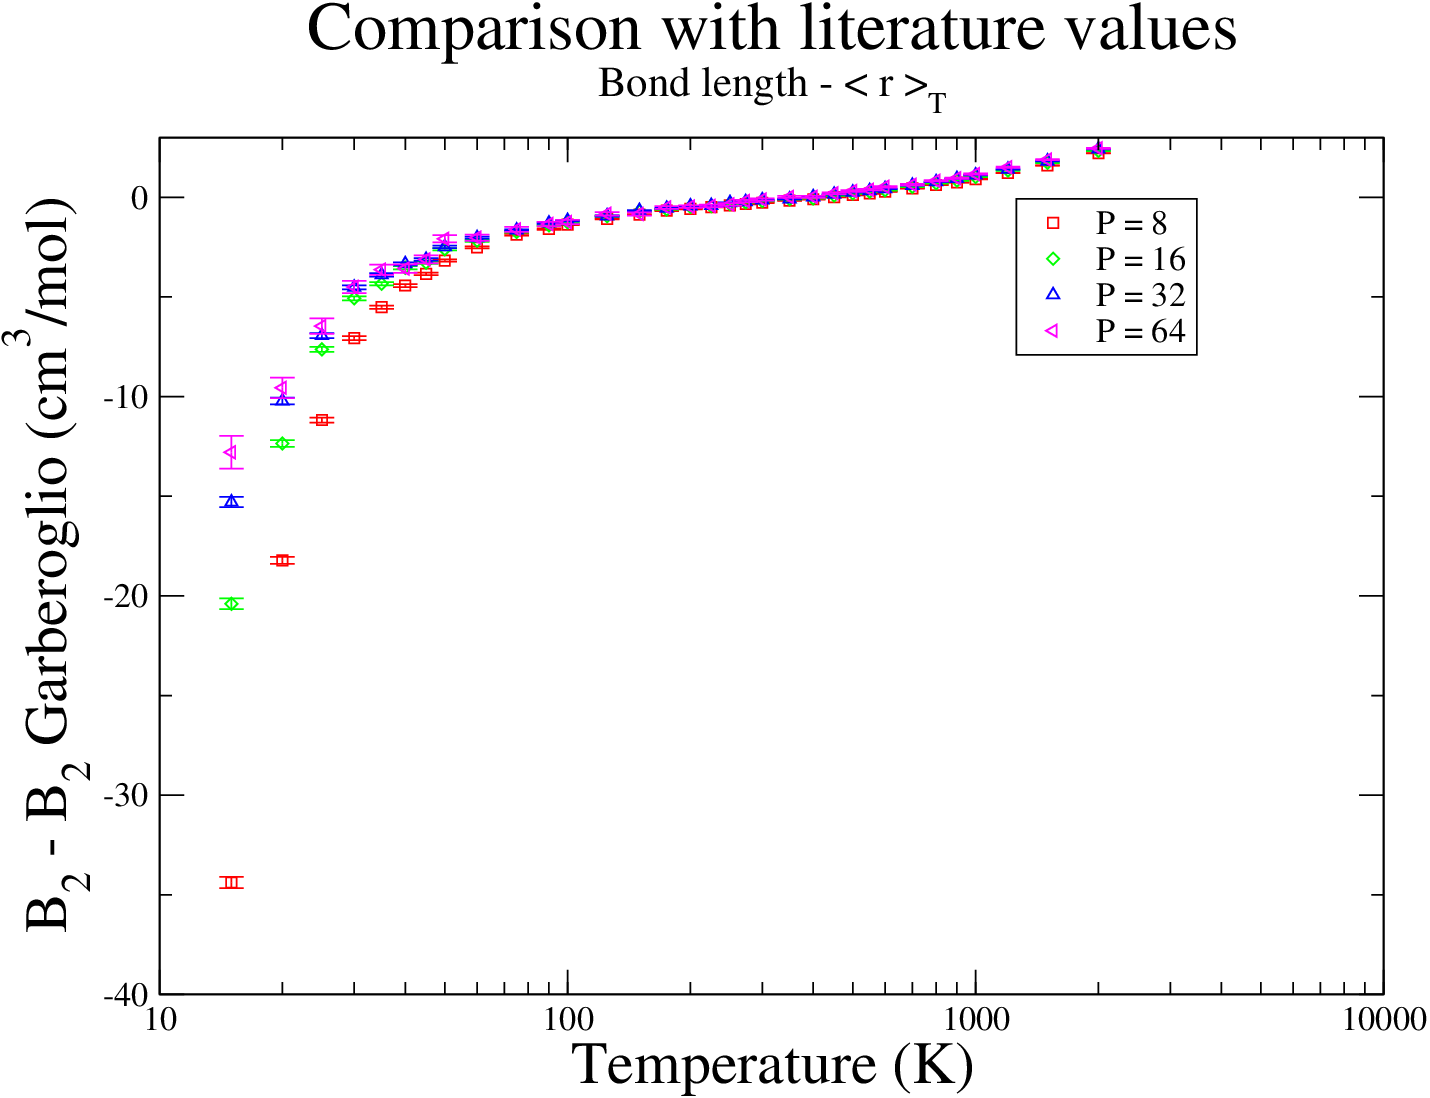 Comparison with literature values
Bond length - < r >T
B2 - B2 Garberoglio (cm3/mol)
0
-10
-20
-30
-40
P = 8
P = 16
P = 32
P = 64
10
100
1000
10000
Temperature (K)